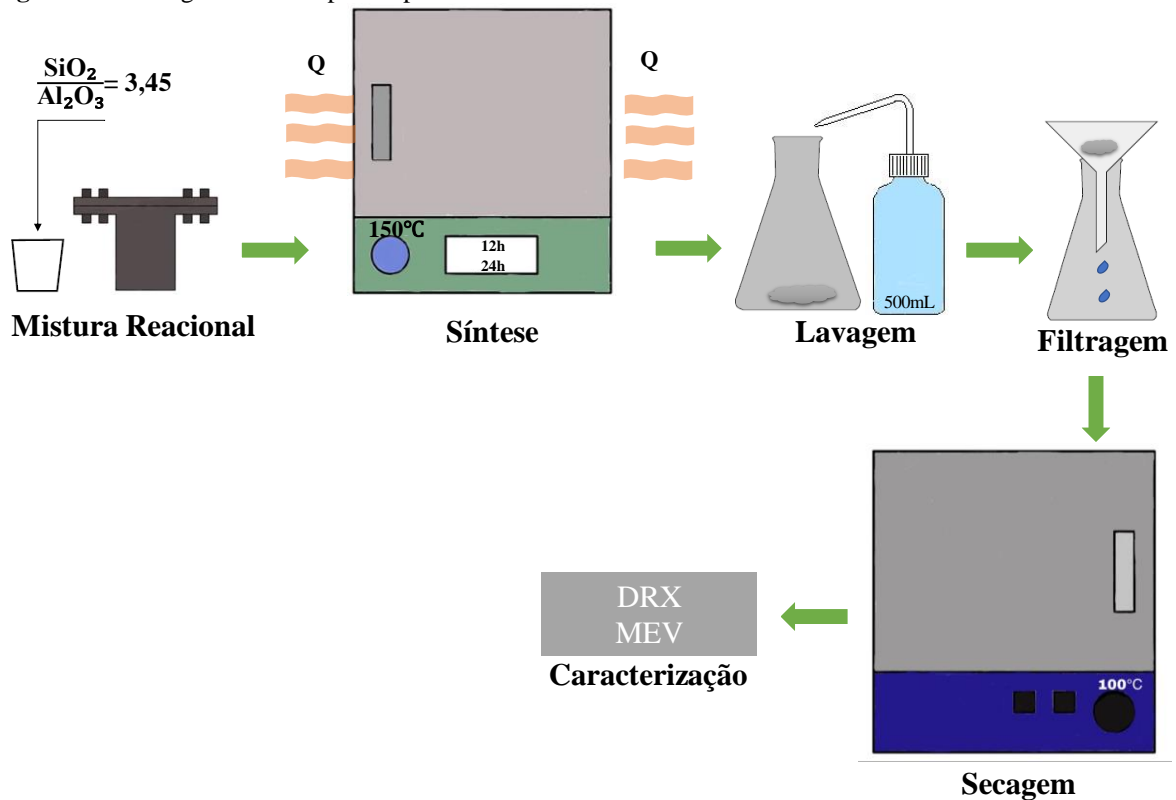 Q
Q
SiO₂
Al₂O₃ = 3,45
150℃
12h
24h
500mL
Mistura Reacional
Síntese
Lavagem
Filtragem
DRX
MEV
Caracterização
100°C
Secagem